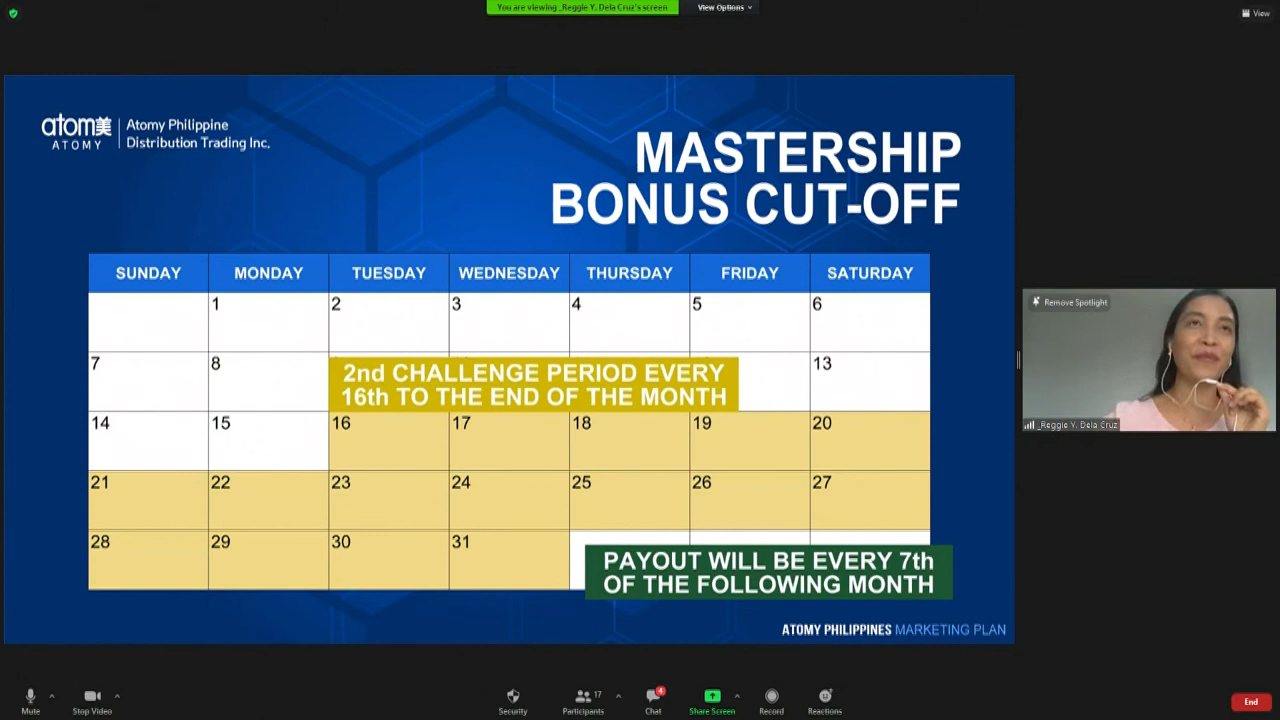 You are viewing _Reggie Y. Dela Cruz's screen
View Options
View
atom美
ATOMY
Atomy Philippine
Distribution Trading Inc.
MASTERSHIP
BONUS CUT-OFF
SUNDAY MONDAY TUESDAY WEDNESDAY THURSDAY FRIDAY SATURDAY
1 2 3 4 5 6
7 8 13
2nd CHALLENGE PERIOD EVERY
16th TO THE END OF THE MONTH
14 15 16 17 18 19 20
21 22 23 24 25 26 27
28 29 30 31
PAYOUT WILL BE EVERY 7th
OF THE FOLLOWING MONTH
ATOMY PHILIPPINES MARKETING PLAN
Remove Spotlight
_Reggie Y. Dela Cruz
Mute Stop Video Security Participants 17 Chat 4 Share Screen Record Reactions End